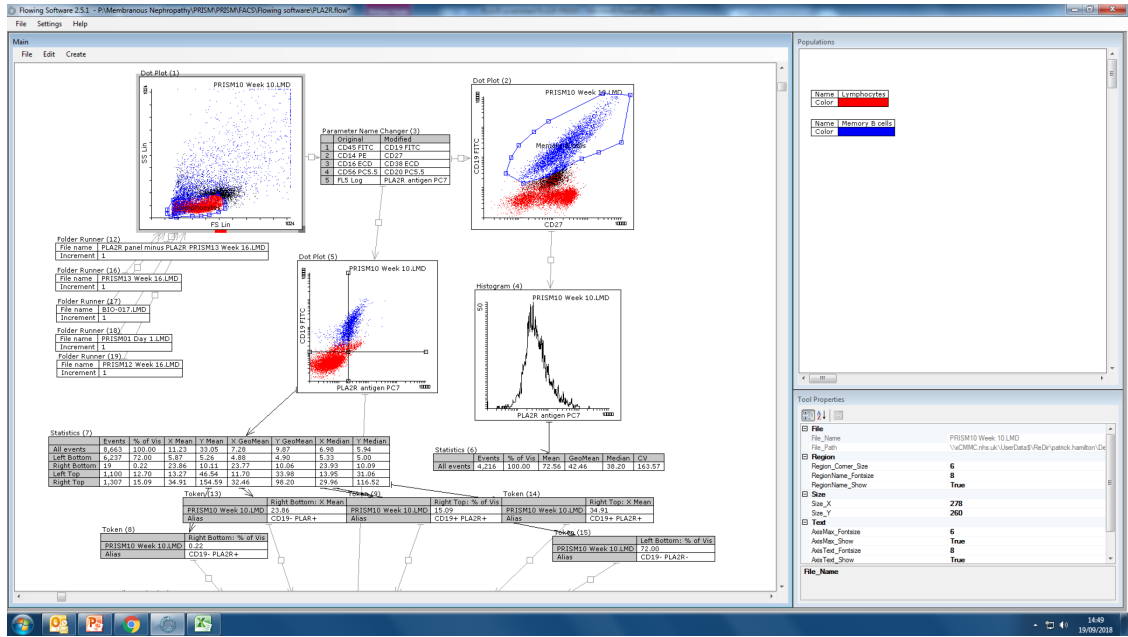 Flowing Software 2.5.1 - P:\Membranous Nephropathy\PRISM\PRISM\FACS\Flowing software\PLA2R.flow*
File Settings Help
Main
File Edit Create
Dot Plot (1)
PRISM10 Week 10.LMD
1024
SS Lin
FS Lin
1024
Parameter Name Changer (3)
Original Modified
1 CD45 FITC CD19 FITC
2 CD14 PE CD27
3 CD16 ECD CD38 ECD
4 CD56 PC5.5 CD20 PC5.5
5 FL5 Log PLA2R antigen PC7
Dot Plot (2)
PRISM10 Week 10.LMD
CD19 FITC
CD27
10000
Folder Runner (12)
File name PLA2R panel minus PLA2R PRISM13 Week 16.LMD
Increment 1
Folder Runner (16)
File name PRISM13 Week 16.LMD
Increment 1
Folder Runner (17)
File name BIO-017.LMD
Increment 1
Folder Runner (18)
File name PRISM01 Day 1.LMD
Increment 1
Folder Runner (19)
File name PRISM12 Week 16.LMD
Increment 1
Dot Plot (5)
PRISM10 Week 10.LMD
CD19 FITC
PLA2R antigen PC7
10000
Histogram (4)
PRISM10 Week 10.LMD
50
PLA2R antigen PC7
10000
Statistics (7)
Events % of Vis X Mean Y Mean X GeoMean Y GeoMean X Median Y Median
All events 8,663 100.00 11.23 33.05 7.28 9.87 6.98 5.94
Left Bottom 6,237 72.00 5.87 5.26 4.88 4.90 5.33 5.00
Right Bottom 19 0.22 23.86 10.11 23.77 10.06 23.93 10.09
Left Top 1,100 12.70 13.27 46.54 11.70 33.98 13.95 31.06
Right Top 1,307 15.09 34.91 154.59 32.46 98.20 29.96 116.52
Statistics (6)
Events % of Vis Mean GeoMean Median CV
All events 4,216 100.00 72.56 42.46 38.20 163.57
Token (13)
Right Bottom: X Mean
PRISM10 Week 10.LMD 23.86
Alias CD19- PLAR+
Token (9)
Right Top: % of Vis
PRISM10 Week 10.LMD 15.09
Alias CD19+ PLA2R+
Token (14)
Right Top: X Mean
PRISM10 Week 10.LMD 34.91
Alias CD19+ PLA2R+
Token (8)
Right Bottom: % of Vis
PRISM10 Week 10.LMD 0.22
Alias CD19- PLA2R+
Token (15)
Left Bottom: % of Vis
PRISM10 Week 10.LMD 72.00
Alias CD19- PLA2R-
Populations
Name Lymphocytes
Color
Name Memory B cells
Color
Tool Properties
File
File_Name PRISM10 Week 10.LMD
File_Path \\xCMMC.nhs.uk\UserData$\ReDir\patrick.hamilton\De
Region
Region_Corner_Size 6
RegionName_Fontsize 8
RegionName_Show True
Size
Size_X 278
Size_Y 260
Text
AxisMax_Fontsize 6
AxisMax_Show True
AxisText_Fontsize 8
AxisText_Show True
File_Name
14:49
19/09/2018